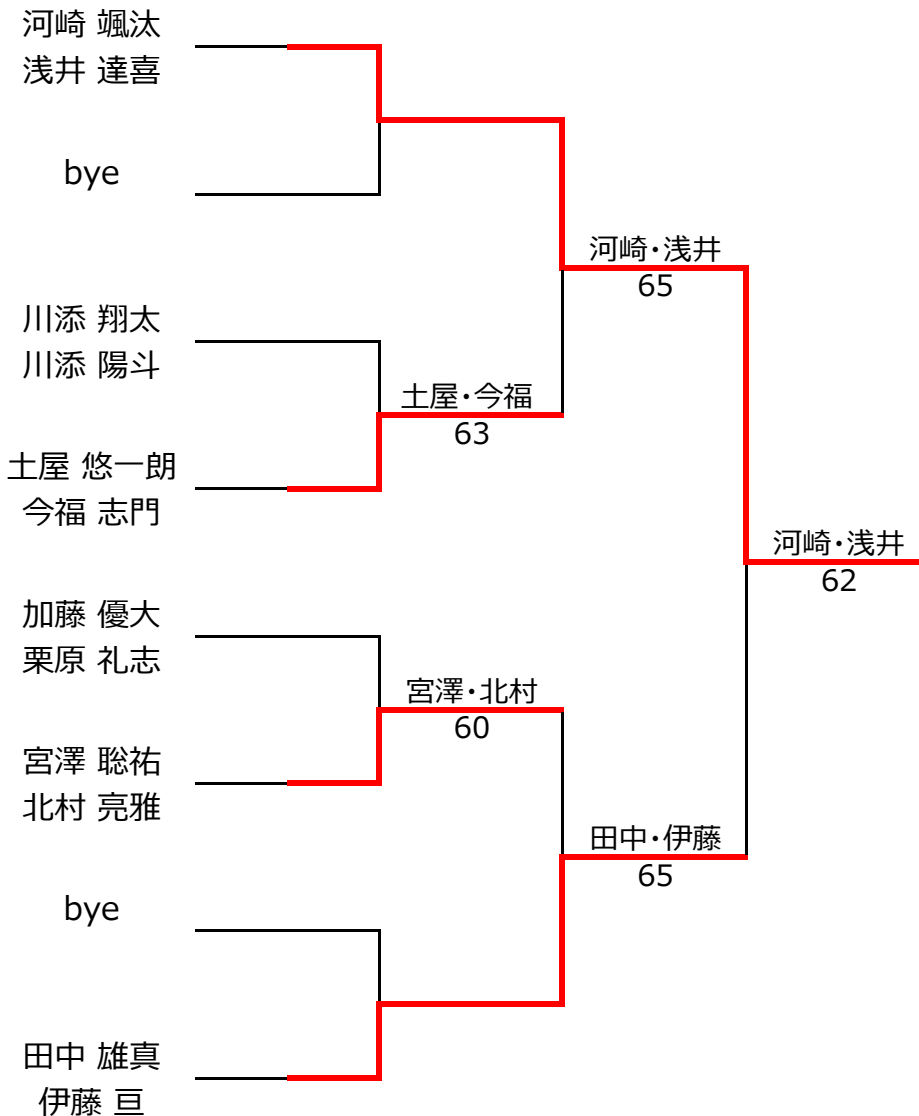 河崎 颯汰
浅井 達喜
bye
川添 翔太
川添 陽斗
土屋 悠一朗
今福 志門
加藤 優大
栗原 礼志
宮澤 聡祐
北村 亮雅
bye
田中 雄真
伊藤 亘
土屋・今福
63
宮澤・北村
60
河崎・浅井
65
田中・伊藤
65
河崎・浅井
62